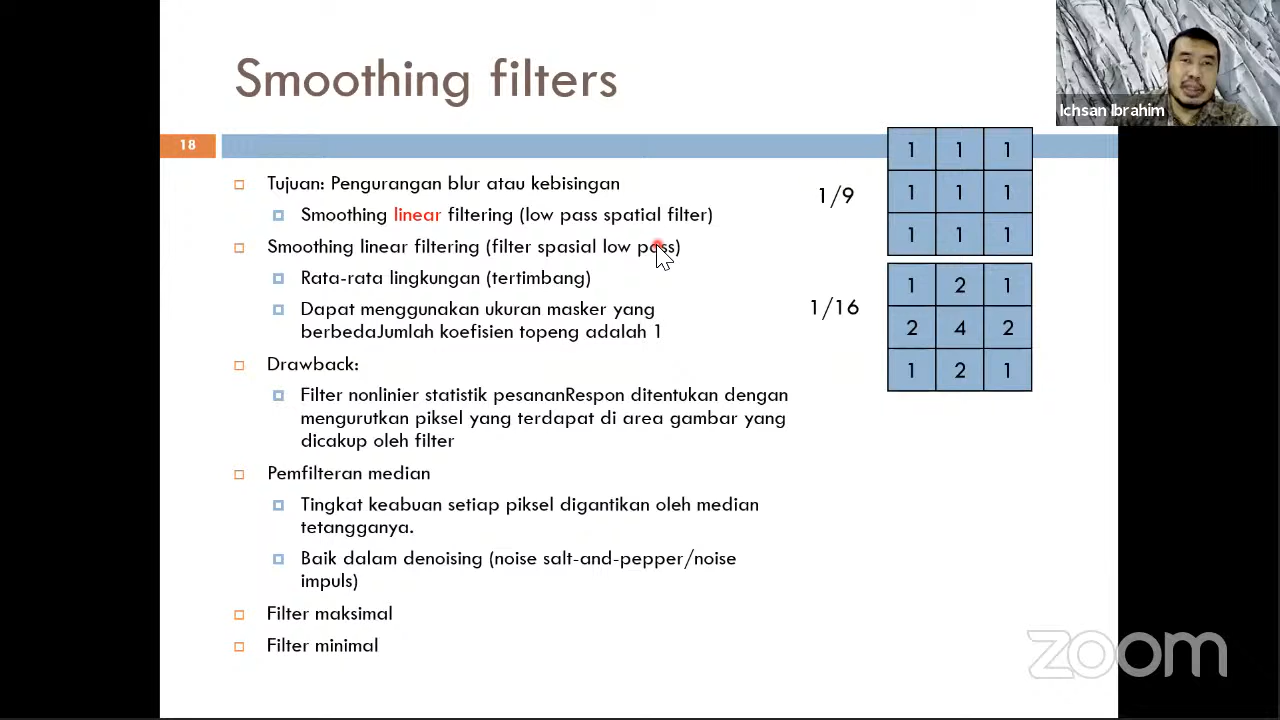 Smoothing filters
Ichsan Ibrahim
18
Tujuan: Pengurangan blur atau kebisingan
Smoothing linear filtering (low pass spatial filter)
Smoothing linear filtering (filter spasial low pass)
Rata-rata lingkungan (tertimbang)
Dapat menggunakan ukuran masker yang
berbedaJumlah koefisien topeng adalah 1
Drawback:
Filter nonlinier statistik pesananRespon ditentukan dengan
mengurutkan piksel yang terdapat di area gambar yang
dicakup oleh filter
Pemfilteran median
Tingkat keabuan setiap piksel digantikan oleh median
tetangganya.
Baik dalam denoising (noise salt-and-pepper/noise
impuls)
Filter maksimal
Filter minimal
1/9
1 1 1
1 1 1
1 1 1
1/16
1 2 1
2 4 2
1 2 1
zoom